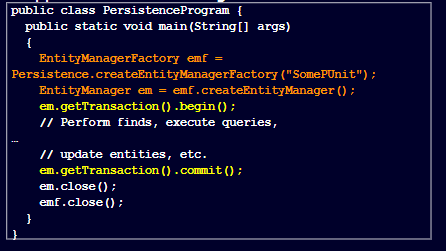 public class PersistenceProgram {
public static void main(String[] args)
{
EntityManagerFactory emf =
Persistence.createEntityManagerFactory("SomePUnit");
EntityManager em = emf.createEntityManager();
em.getTransaction().begin();
// Perform finds, execute queries,
…
// update entities, etc.
em.getTransaction().commit();
em.close();
emf.close();
}
}